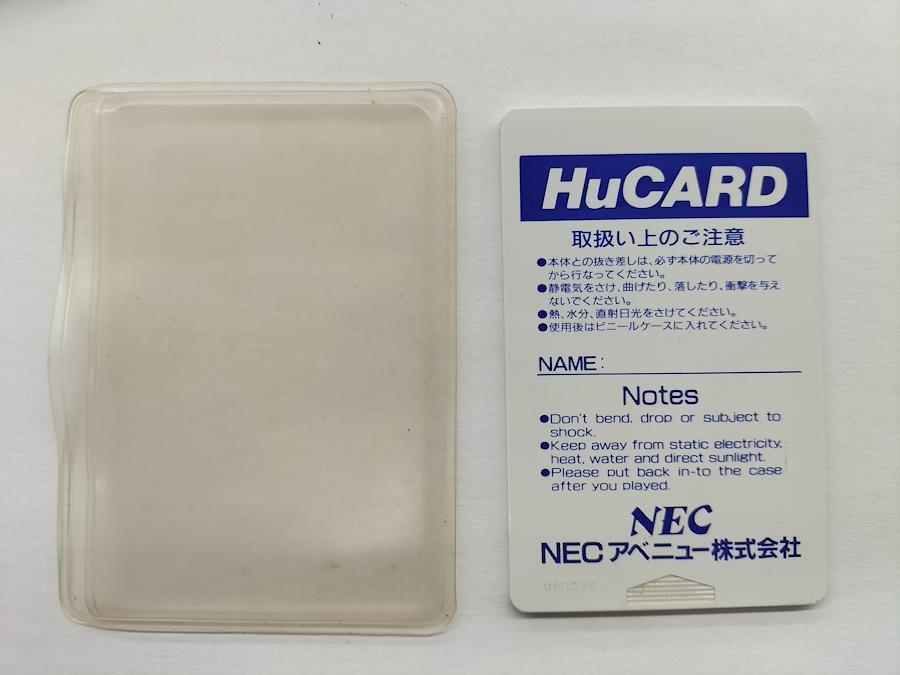 HuCARD
取扱い上のご注意
●本体との抜き差しは、必ず本体の電源を切って
から行なってください。
●静電気をさけ、曲げたり、落したり、衝撃を与え
ないでください。
●熱、水分、直射日光をさけてください。
●使用後はビニールケースに入れてください。
NAME:
Notes
●Don't bend, drop or subject to
shock.
●Keep away from static electricity,
heat, water and direct sunlight.
●Please put back in-to the case
after you played.
NEC
NECアベニュー株式会社